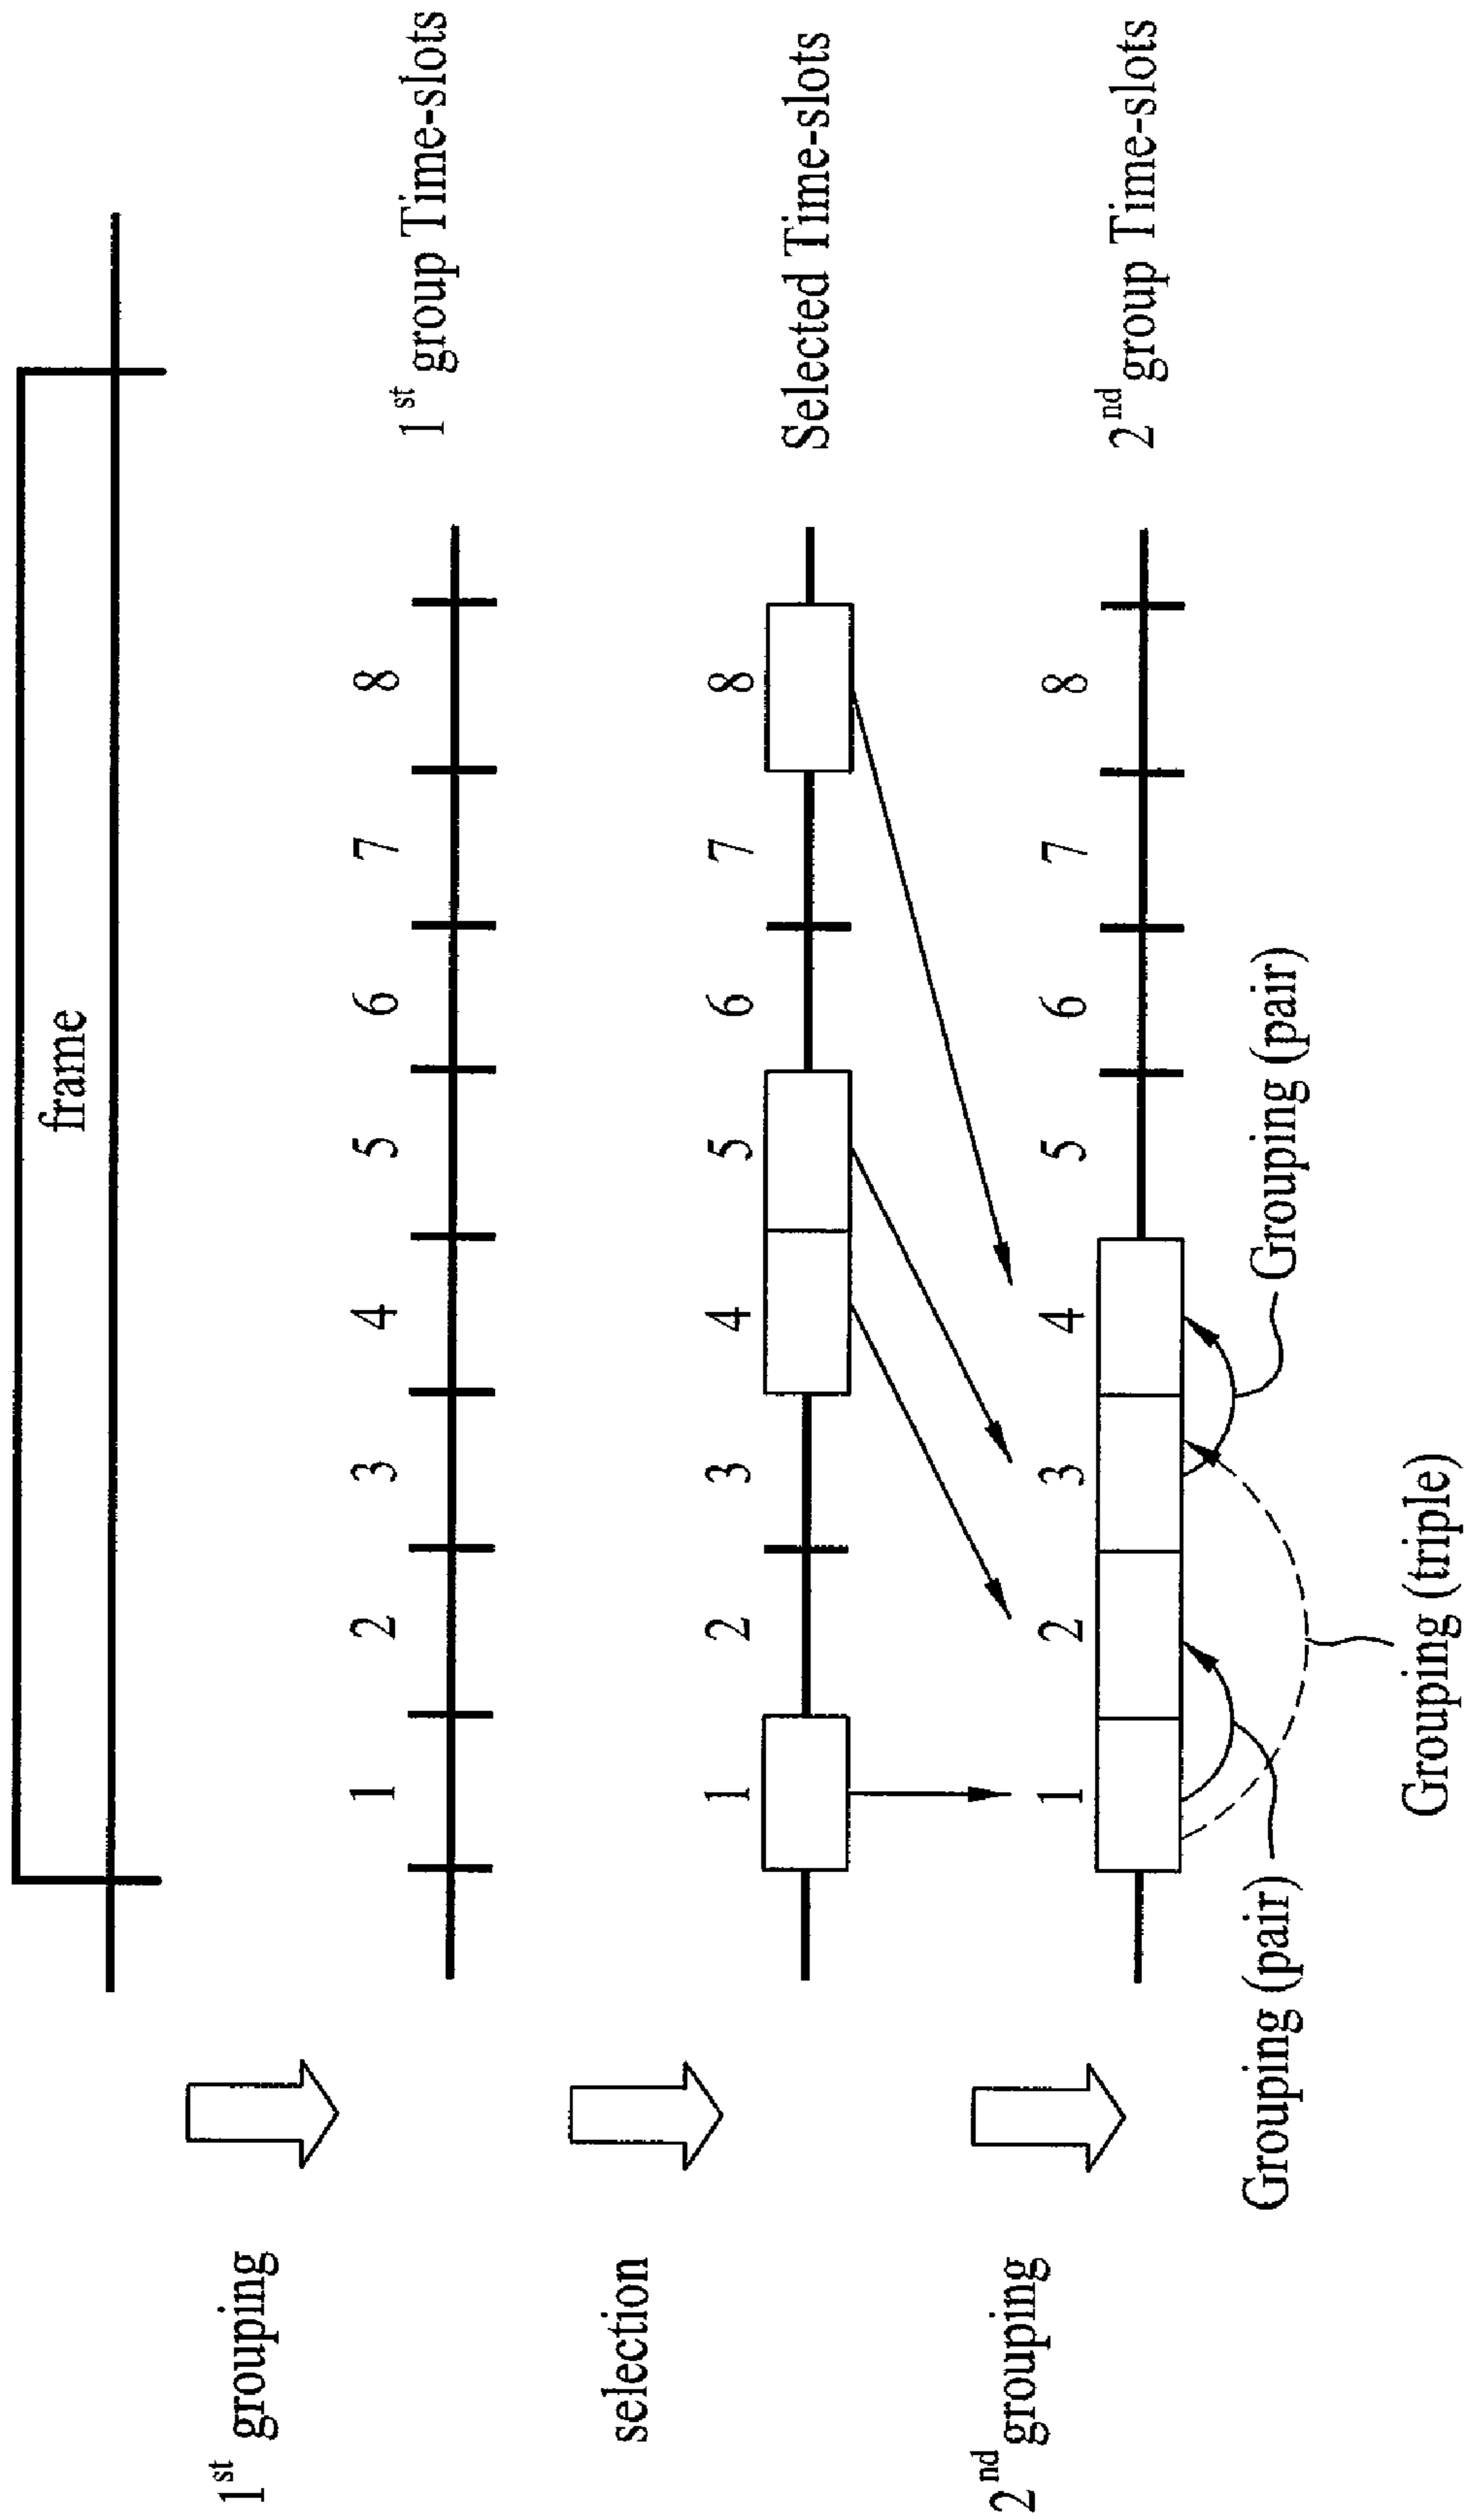 frame
1st grouping
1 2 3 4 5 6 7 8
1st group Time-slots
selection
1 2 3 4 5 6 7 8
Selected Time-slots
2nd grouping
1 2 3 4 5 6 7 8
2nd group Time-slots
Grouping (pair)
Grouping (pair)
Grouping (triple)